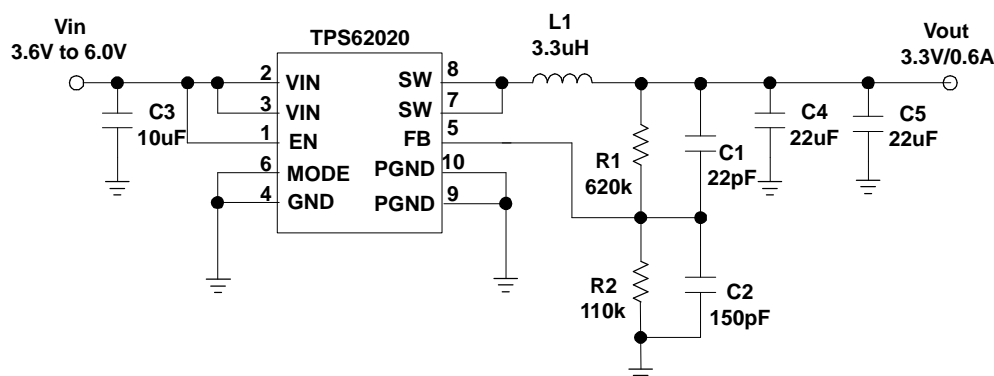 Vin
3.6V to 6.0V
TPS62020
L1
3.3uH
Vout
3.3V/0.6A
2 VIN SW 8
3 VIN SW 7
1 EN FB 5
6 MODE PGND 10
4 GND PGND 9
C3
10uF
R1
620k
C1
22pF
C4
22uF
C5
22uF
R2
110k
C2
150pF